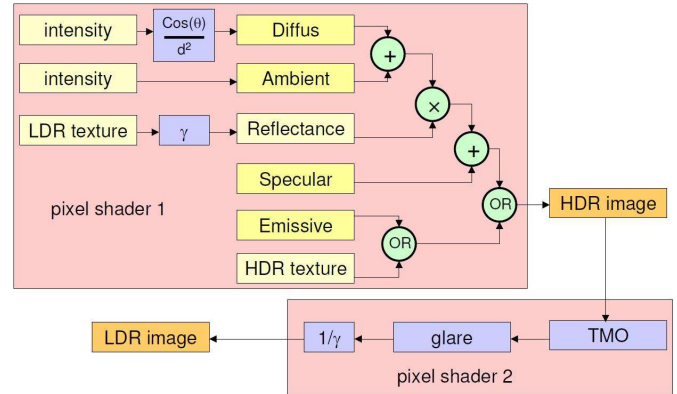 intensity
Cos(θ)
d²
Diffus
+
intensity
Ambient
×
LDR texture
γ
Reflectance
+
Specular
pixel shader 1
OR
HDR image
Emissive
OR
HDR texture
LDR image
1/γ
glare
TMO
pixel shader 2